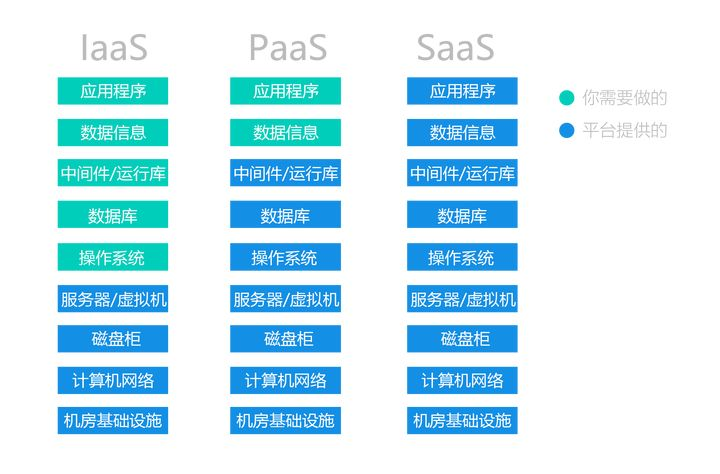 IaaS PaaS SaaS
应用程序 应用程序 应用程序 你需要做的
数据信息 数据信息 数据信息 平台提供的
中间件/运行库 中间件/运行库 中间件/运行库
数据库 数据库 数据库
操作系统 操作系统 操作系统
服务器/虚拟机 服务器/虚拟机 服务器/虚拟机
磁盘柜 磁盘柜 磁盘柜
计算机网络 计算机网络 计算机网络
机房基础设施 机房基础设施 机房基础设施